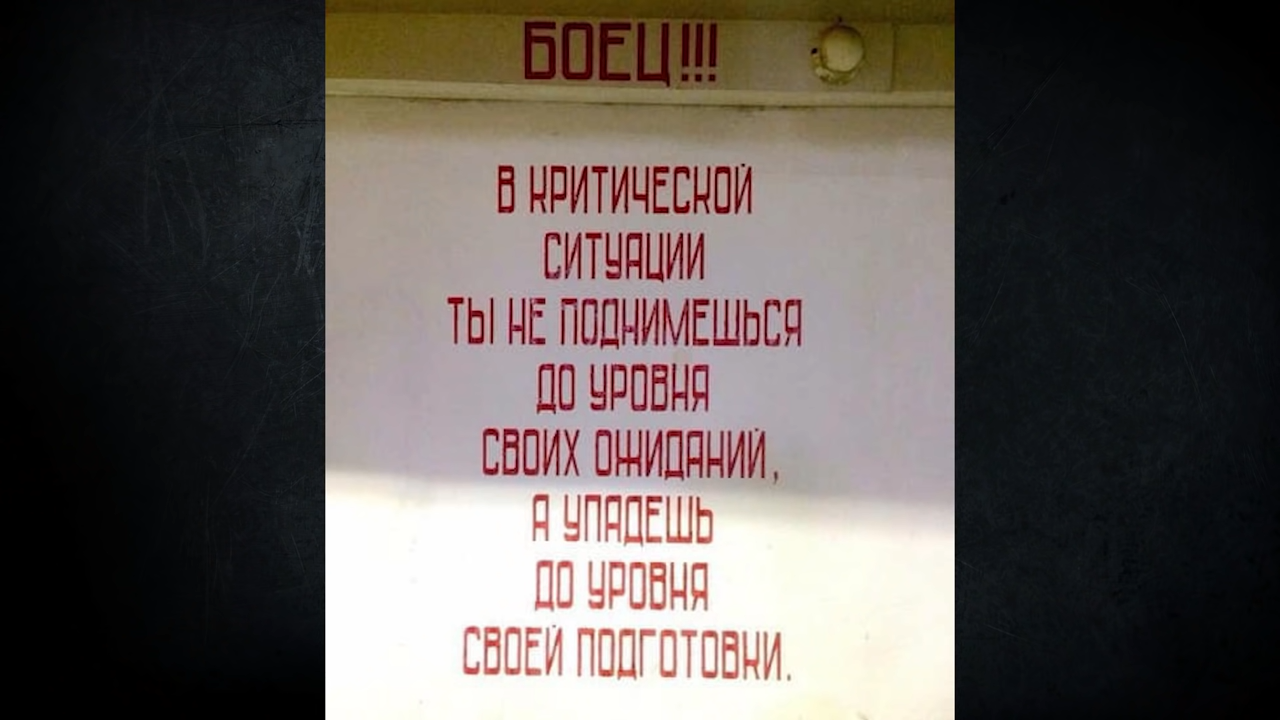 БОЕЦ!!!
В КРИТИЧЕСКОЙ
СИТУАЦИИ
ТЫ НЕ ПОДНИМЕШЬСЯ
ДО УРОВНЯ
СВОИХ ОЖИДАНИЙ,
А УПАДЕШЬ
ДО УРОВНЯ
СВОЕЙ ПОДГОТОВКИ.